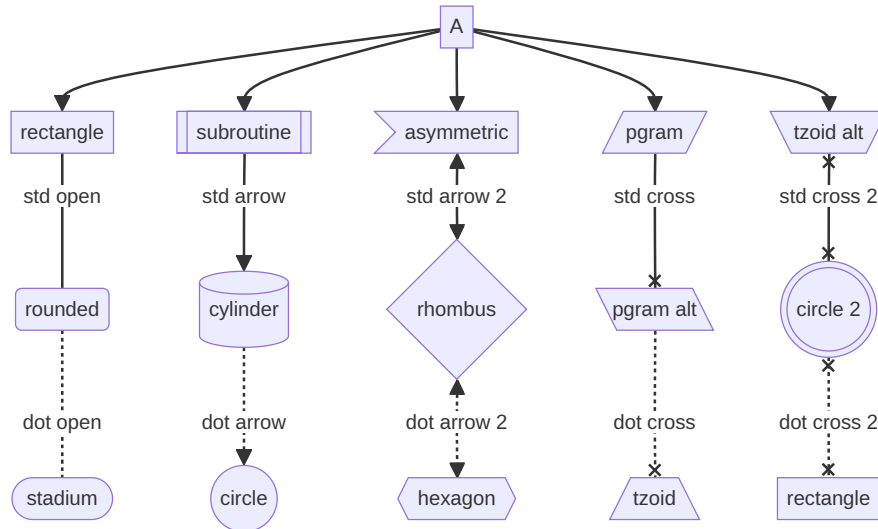 A
rectangle
subroutine
asymmetric
pgram
tzoid alt
std open
std arrow
std arrow 2
std cross
std cross 2
rounded
cylinder
rhombus
pgram alt
circle 2
dot open
dot arrow
dot arrow 2
dot cross
dot cross 2
stadium
circle
hexagon
tzoid
rectangle